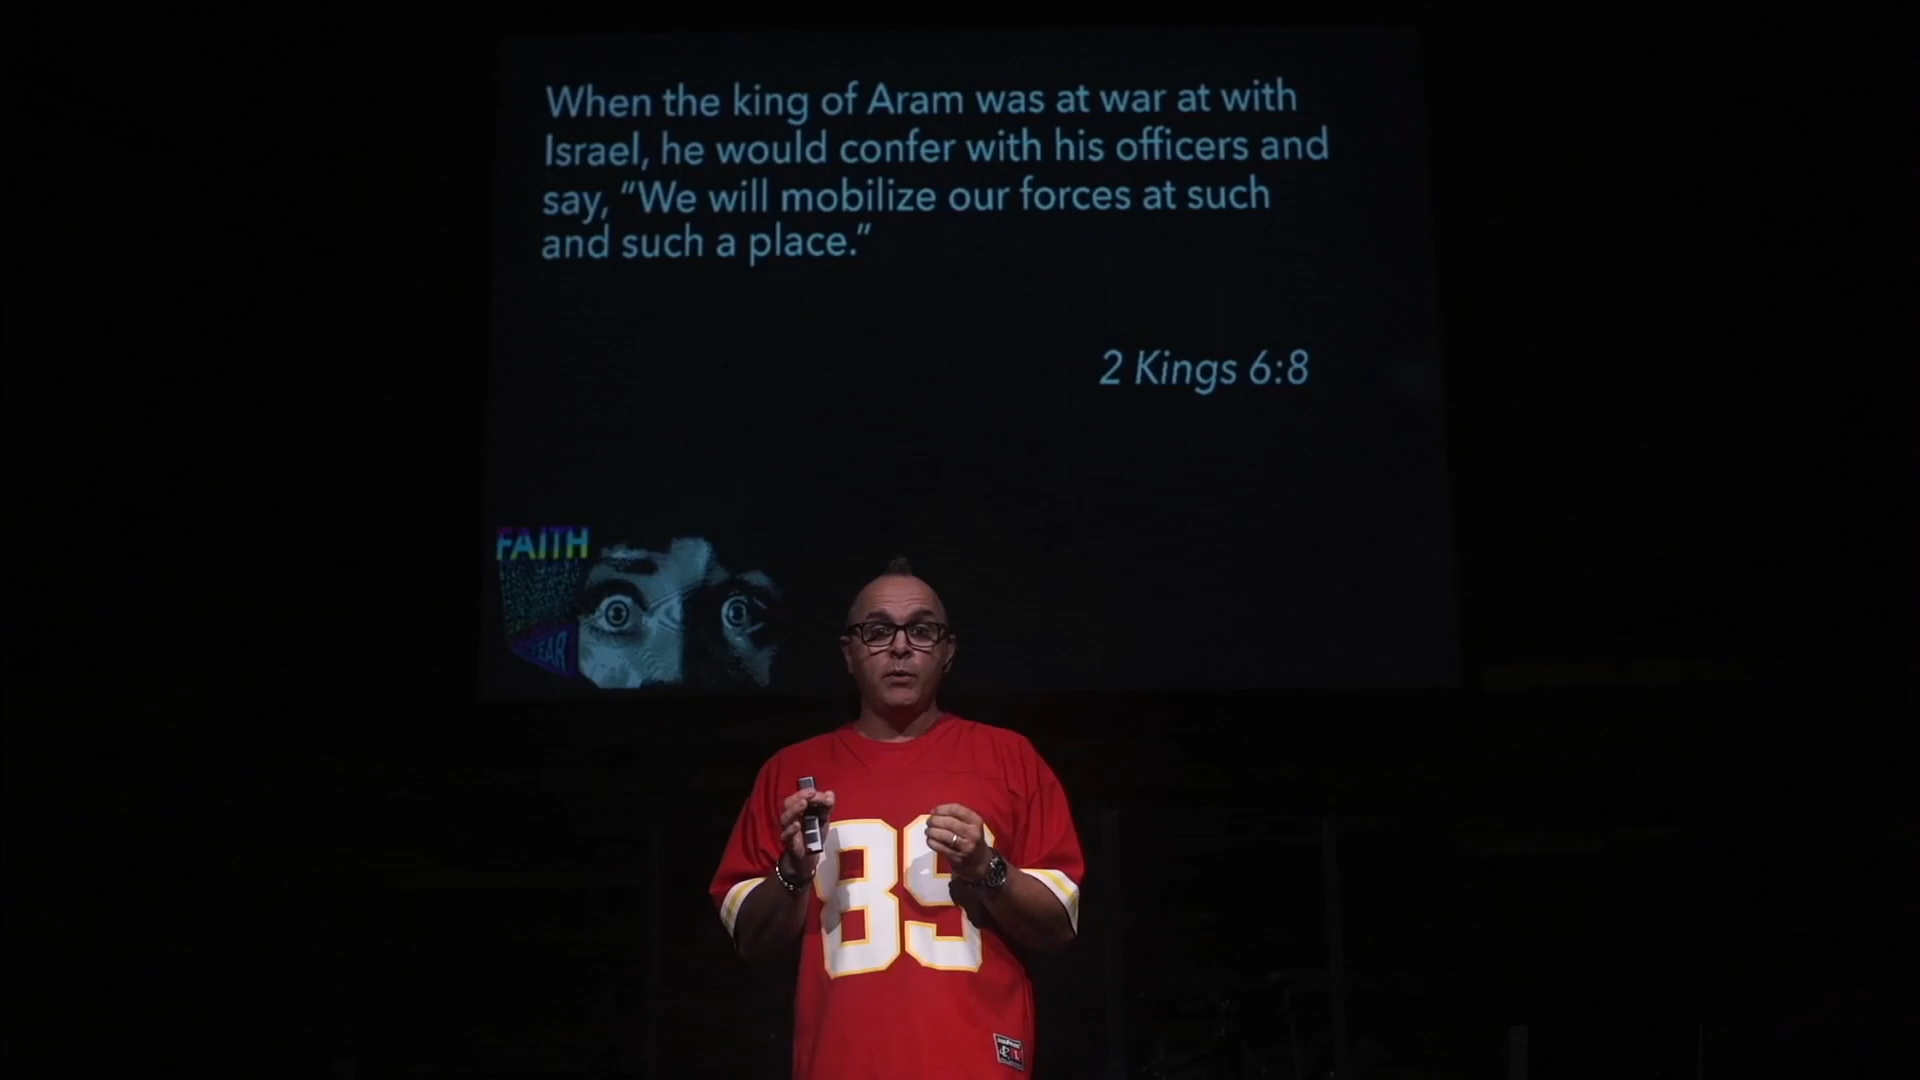 When the king of Aram was at war at with
Israel, he would confer with his officers and
say, “We will mobilize our forces at such
and such a place.”
2 Kings 6:8
FAITH
FEAR
89